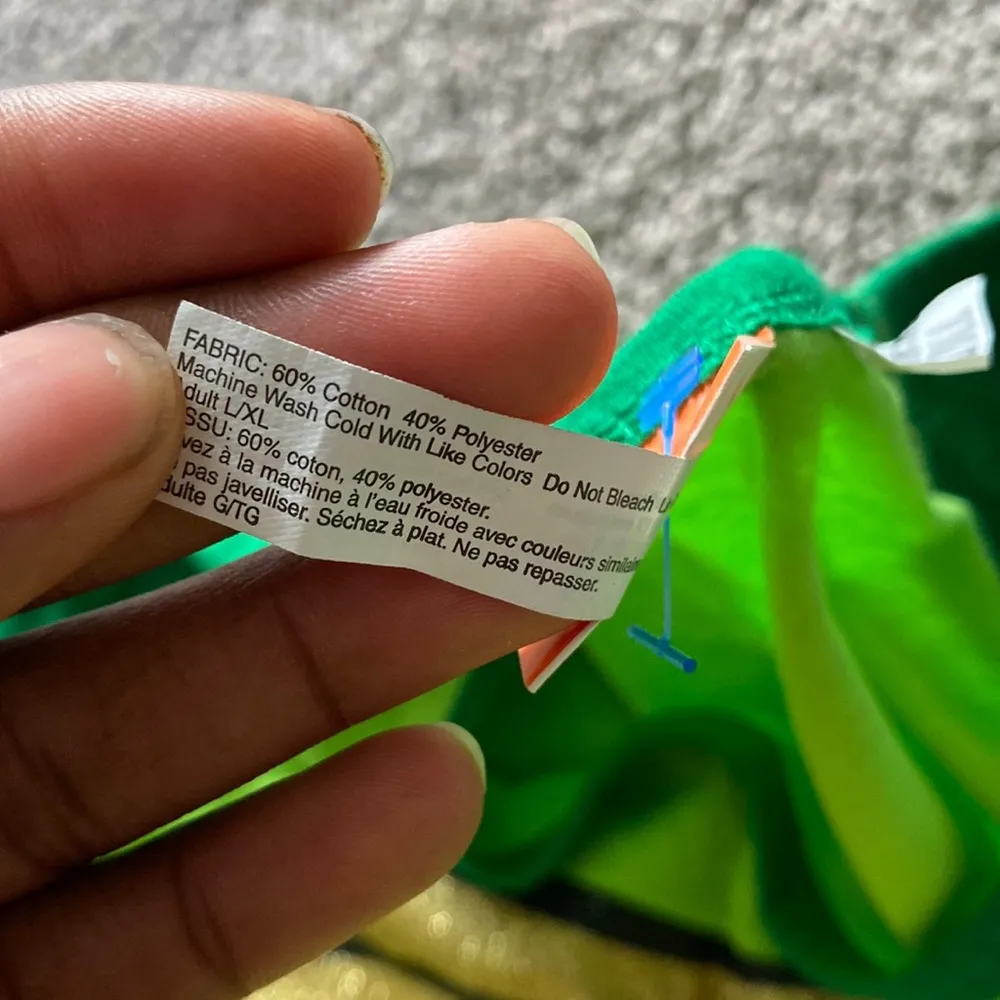 FABRIC: 60% Cotton 40% Polyester
Machine Wash Cold With Like Colors Do Not Bleach
dult L/XL
SSU: 60% coton, 40% polyester.
vez à la machine à l'eau froide avec couleurs similair
pas javelliser. Séchez à plat. Ne pas repasser.
dulte G/TG